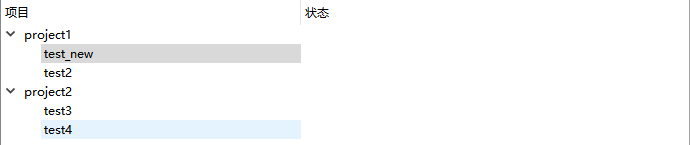 项目 状态
project1
test_new
test2
project2
test3
test4